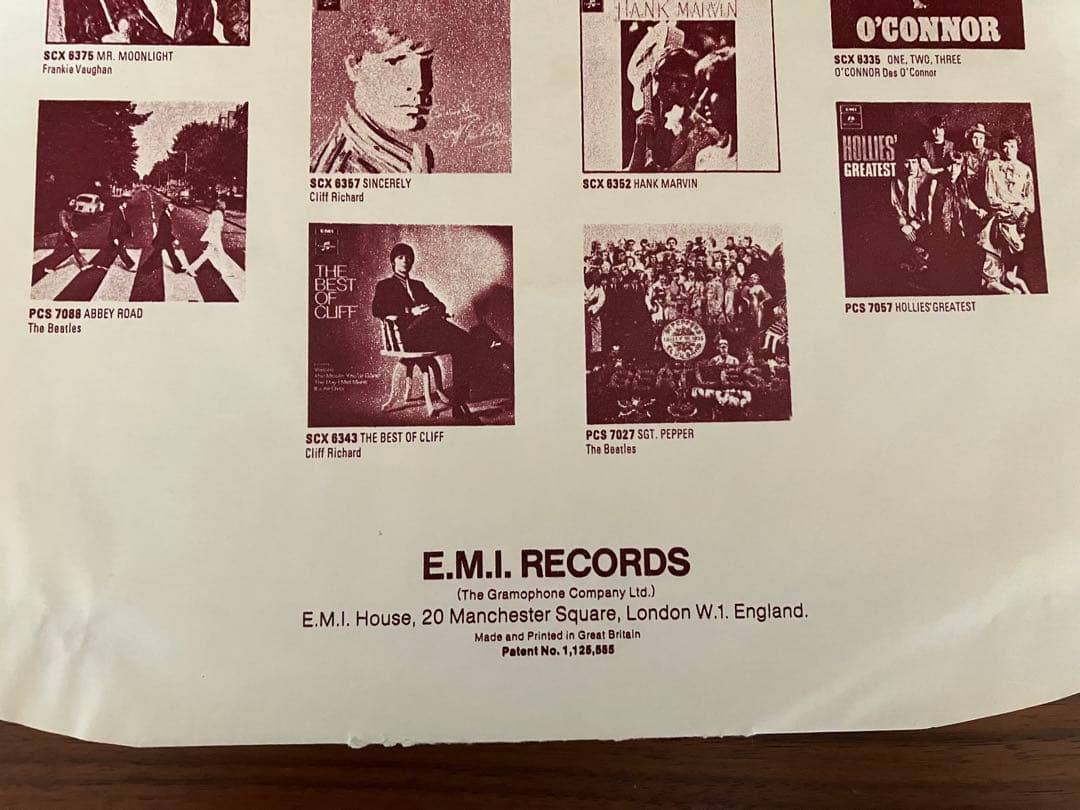 SCX 6375 MR. MOONLIGHT
Frankie Vaughan
HANK MARVIN
O'CONNOR
SCX 6335 ONE, TWO, THREE
O'CONNOR Des O'Connor
SCX 6357 SINCERELY
Cliff Richard
SCX 6352 HANK MARVIN
EMI
HOLLIES'
GREATEST
PCS 7088 ABBEY ROAD
The Beatles
EMI
THE
BEST
OF
CLIFF
PCS 7057 HOLLIES'GREATEST
SCX 6343 THE BEST OF CLIFF
Cliff Richard
PCS 7027 SGT. PEPPER
The Beatles
E.M.I. RECORDS
(The Gramophone Company Ltd.)
E.M.I. House, 20 Manchester Square, London W.1. England.
Made and Printed in Great Britain
Patent No. 1,125,555